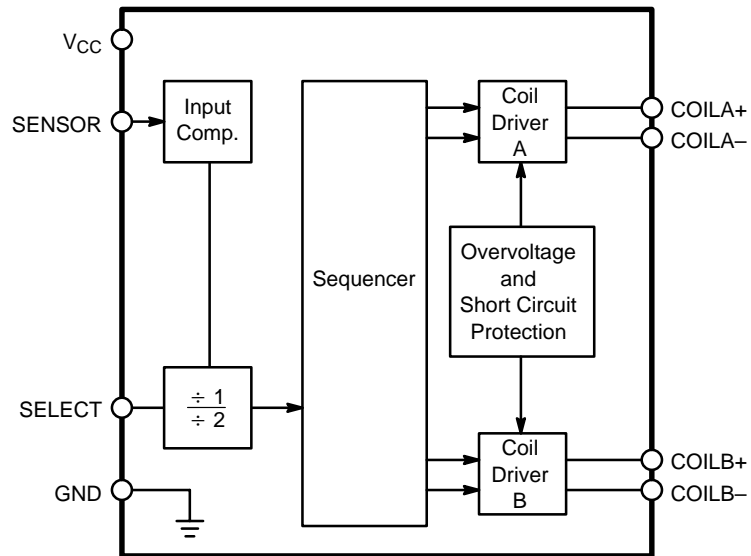 VCC
SENSOR
Input
Comp.
Coil
Driver
A
COILA+
COILA–
Sequencer
Overvoltage
and
Short Circuit
Protection
SELECT
÷ 1
÷ 2
GND
Coil
Driver
B
COILB+
COILB–